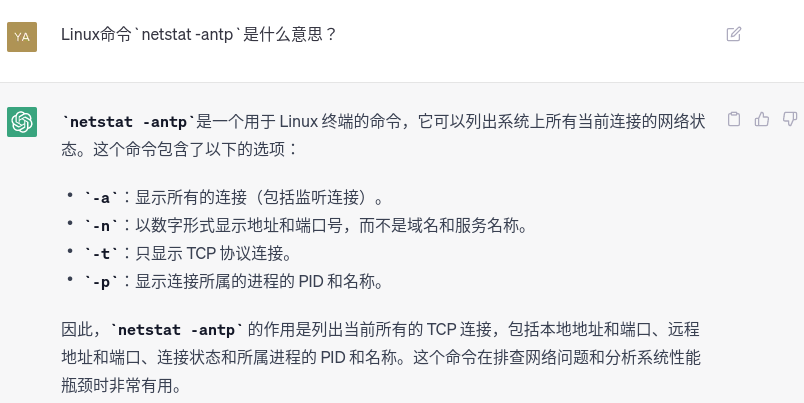 YA
Linux命令`netstat -antp`是什么意思？
`netstat -antp`是一个用于 Linux 终端的命令，它可以列出系统上所有当前连接的网络状
态。这个命令包含了以下的选项：
• `-a`：显示所有的连接（包括监听连接）。
• `-n`：以数字形式显示地址和端口号，而不是域名和服务名称。
• `-t`：只显示 TCP 协议连接。
• `-p`：显示连接所属的进程的 PID 和名称。
因此，`netstat -antp` 的作用是列出当前所有的 TCP 连接，包括本地地址和端口、远程
地址和端口、连接状态和所属进程的 PID 和名称。这个命令在排查网络问题和分析系统性能
瓶颈时非常有用。